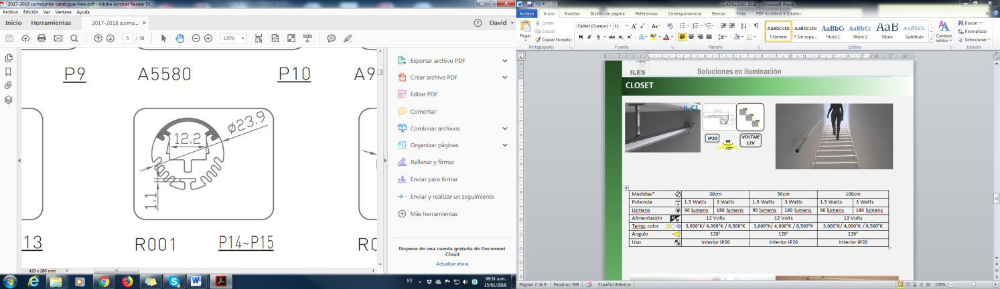 2017-2018 surmountor catalogue-New.pdf - Adobe Acrobat Reader DC
Archivo Edición Ver Ventana Ayuda
Inicio Herramientas 2017-2018 surmo... × ? David
5 / 58 125%
P9 A5580 P10 A9
ø23,9
12,2
1,1
13 R001 P14~P15 R0
420 x 280 mm
Exportar archivo PDF
Crear archivo PDF
Editar PDF
Comentar
Combinar archivos
Organizar páginas
Rellenar y firmar
Enviar para firmar
Enviar y realizar un seguimiento
Más herramientas
Dispone de una cuenta gratuita de Document
Cloud
Actualizar ahora
ES 08:51 a.m.
15/01/2018
CATALOGO 2018 - Microsoft Word
Archivo Inicio Insertar Diseño de página Referencias Correspondencia Revisar Vista PDF Architect 5 Creator
Pegar
Cortar
Copiar
Copiar formato
Portapapeles
Calibri (Cuerpo) 11
N K S abc x, x²
Fuente
Párrafo
AaBbCcDc AaBbCcDc AaBbC AaBbCc AaB AaBbCc.
¶ Normal ¶ Sin espa... Título 1 Título 2 Título Subtítulo
Cambiar
estilos
Estilos
Buscar
Reemplazar
Seleccionar
Edición
ILES Soluciones en iluminación
CLOSET
IL-C1
IP20
120°
VOLTAJE
12V
Medidas* 30cm 50cm 100cm
Potencia 1.5 Watts 3 Watts 1.5 Watts 3 Watts 1.5 Watts 3 Watts
Lumens 90 lumens 180 lumens 90 lumens 180 lumens 90 lumens 180 lumens
Alimentación 12 Volts 12 Volts 12 Volts
Temp. color 3,000°K/ 4,000°K / 6,500°K 3,000°K/ 4,000°K / 6,500°K 3,000°K/ 4,000°K / 6,500°K
Ángulo 120° 120° 120°
Uso Interior IP20 Interior IP20 Interior IP20
Página: 7 de 9 Palabras: 508 Español (México) 100%